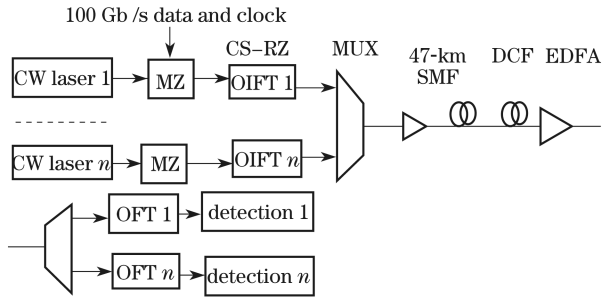 100 Gb /s data and clock
CW laser 1
MZ
CS-RZ
OIFT 1
MUX
47-km
SMF
DCF
EDFA
CW laser n
MZ
OIFT n
OFT 1
detection 1
OFT n
detection n